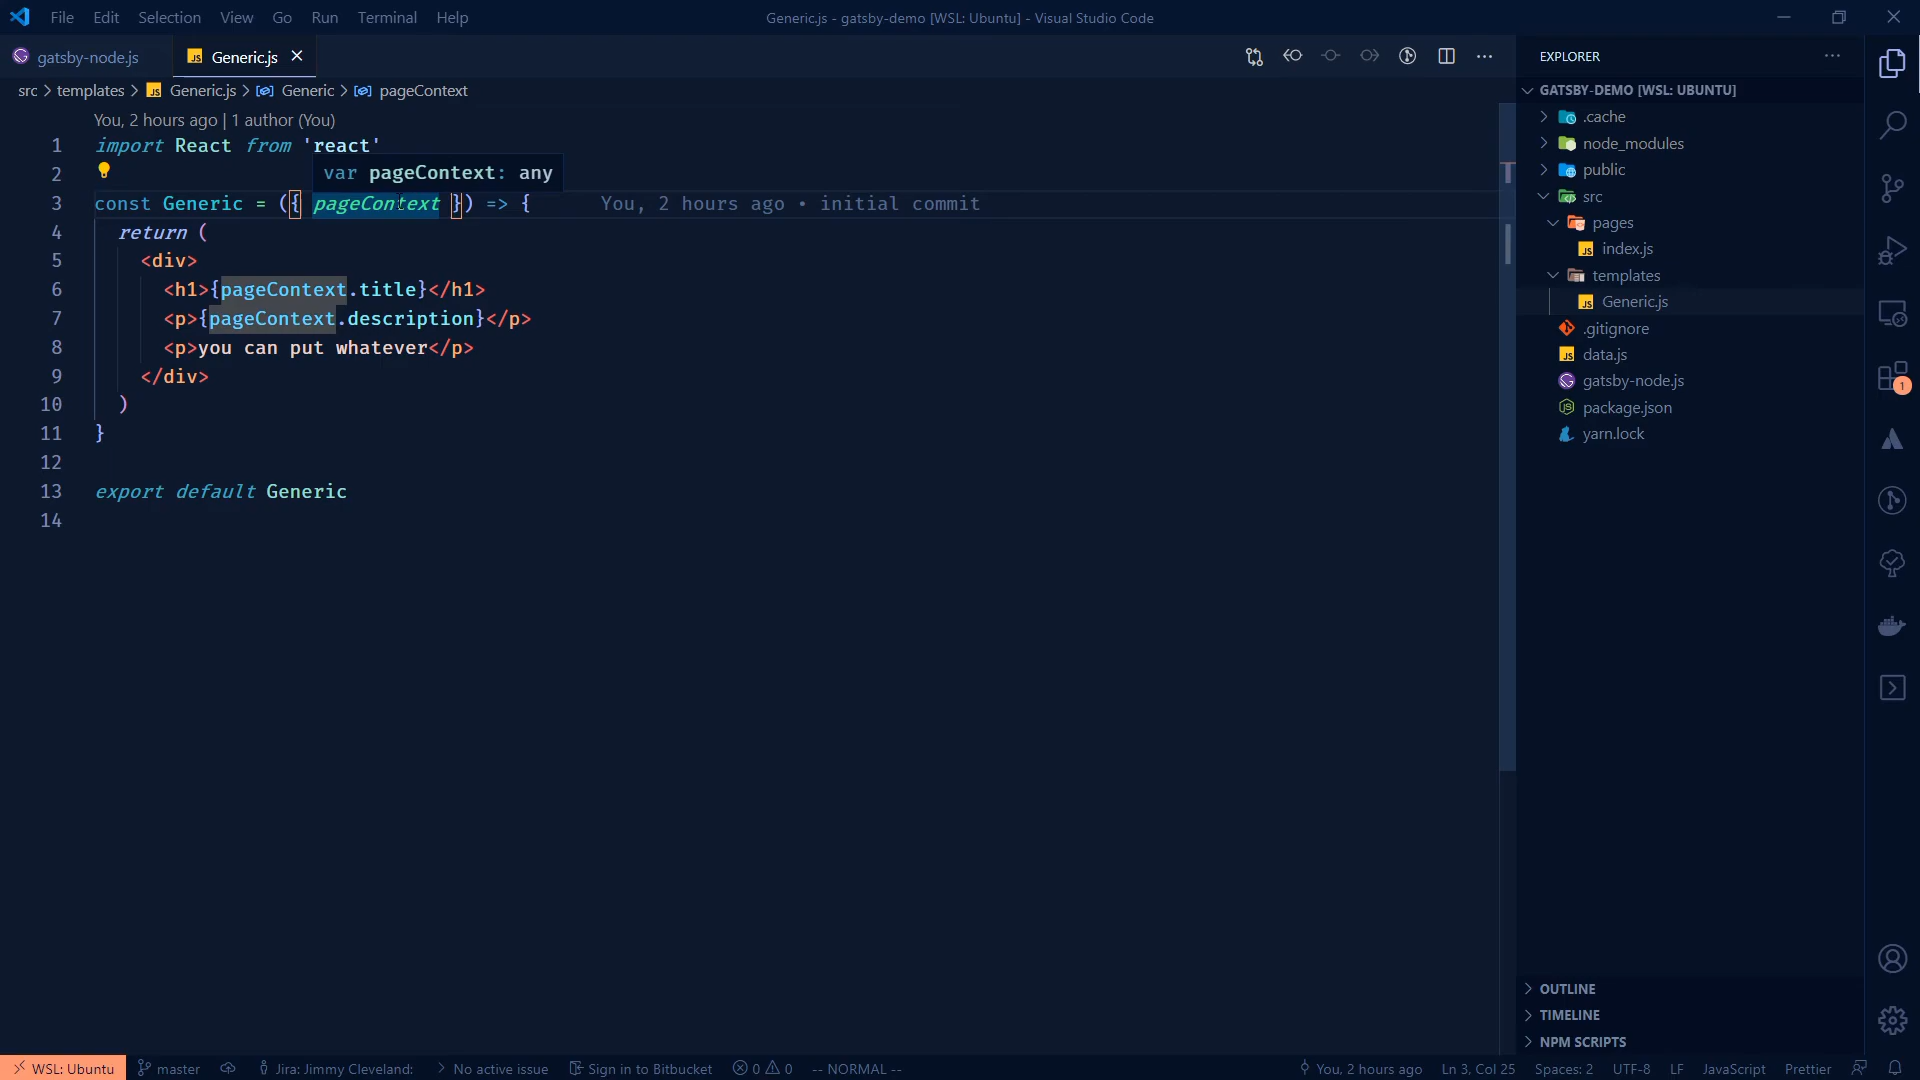 File Edit Selection View Go Run Terminal Help
Generic.js - gatsby-demo [WSL: Ubuntu] - Visual Studio Code
gatsby-node.js
Generic.js
src > templates > Generic.js > Generic > pageContext
You, 2 hours ago | 1 author (You)
1 import React from 'react'
2
var pageContext: any
3 const Generic = ({ pageContext }) => { You, 2 hours ago • initial commit
4 return (
5 <div>
6 <h1>{pageContext.title}</h1>
7 <p>{pageContext.description}</p>
8 <p>you can put whatever</p>
9 </div>
10 )
11 }
12
13 export default Generic
14
EXPLORER
GATSBY-DEMO [WSL: UBUNTU]
.cache
node_modules
public
src
pages
JS index.js
templates
JS Generic.js
.gitignore
JS data.js
gatsby-node.js
package.json
yarn.lock
OUTLINE
TIMELINE
NPM SCRIPTS
1
WSL: Ubuntu master Jira: Jimmy Cleveland: No active issue Sign in to Bitbucket 0 0 -- NORMAL -- You, 2 hours ago Ln 3, Col 25 Spaces: 2 UTF-8 LF JavaScript Prettier